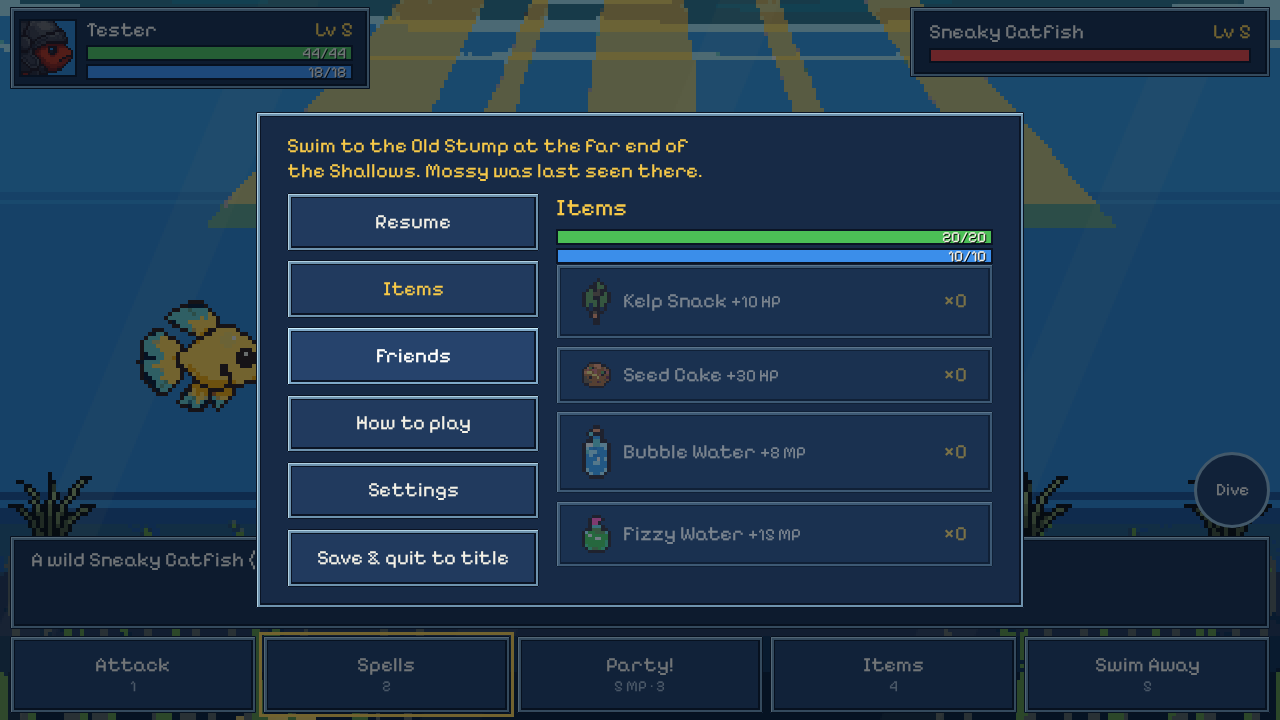 Tester
Lv 5
44/44
18/18
Sneaky Catfish
Lv 5
Swim to the Old Stump at the far end of
the Shallows. Mossy was last seen there.
Resume
Items
Friends
How to play
Settings
Save & quit to title
Items
20/20
10/10
Kelp Snack +10 HP ×0
Seed Cake +30 HP ×0
Bubble Water +8 MP ×0
Fizzy Water +15 MP ×0
Dive
A wild Sneaky Catfish (
Attack
1
Spells
2
Party!
5 MP · 3
Items
4
Swim Away
5